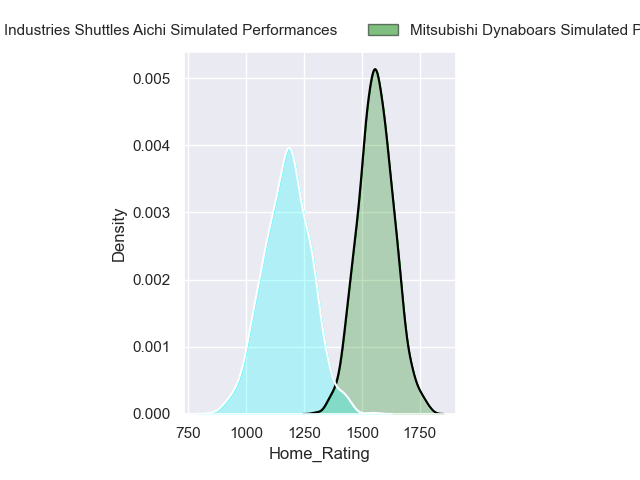 Industries Shuttles Aichi Simulated Performances
Mitsubishi Dynaboars Simulated P
0.005
0.004
0.003
0.002
0.001
0.000
Density
750 1000 1250 1500 1750
Home_Rating